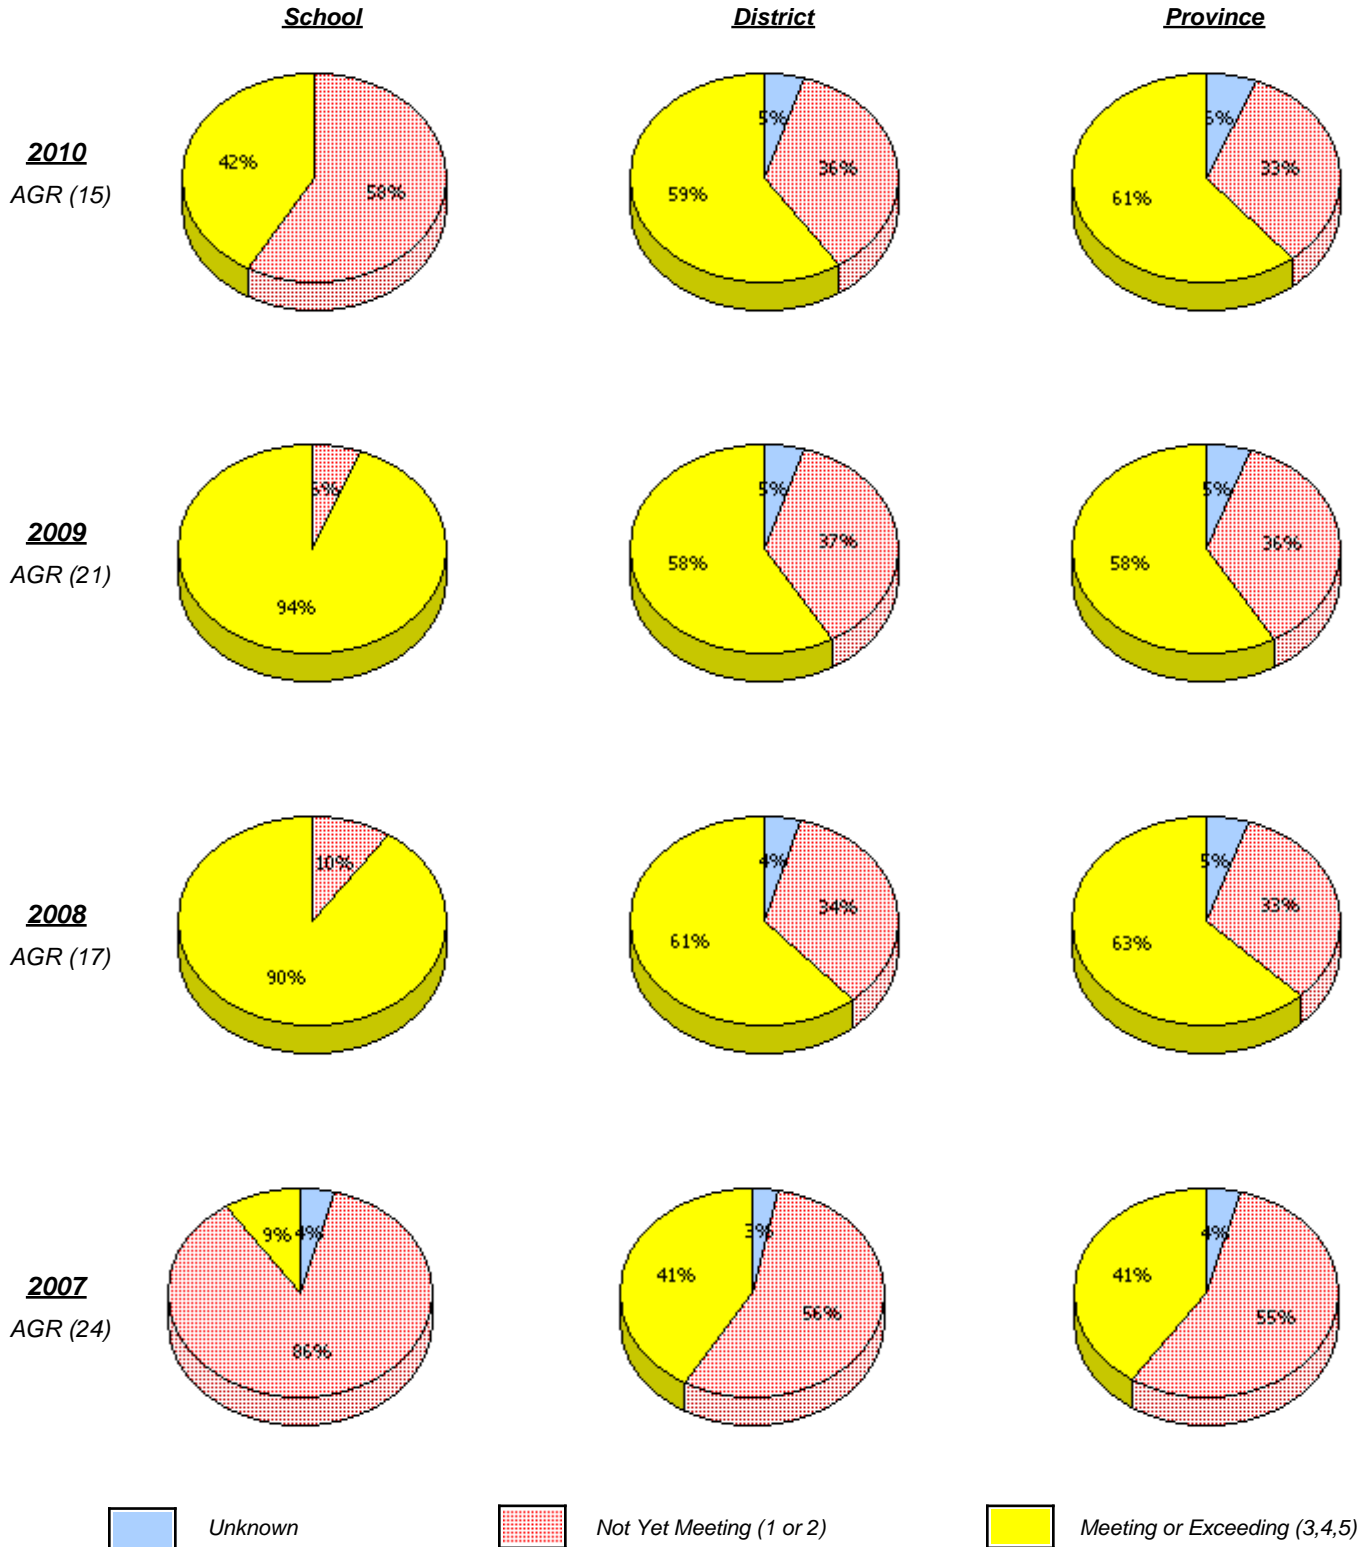 School District Province
2010
AGR (15)
42% 58%
5% 36% 59%
33% 61%
2009
AGR (21)
94%
5% 37% 58%
5% 36% 58%
2008
AGR (17)
10% 90%
4% 34% 61%
5% 33% 63%
2007
AGR (24)
9% 4% 86%
3% 41% 56%
4% 41% 55%
Unknown Not Yet Meeting (1 or 2) Meeting or Exceeding (3,4,5)